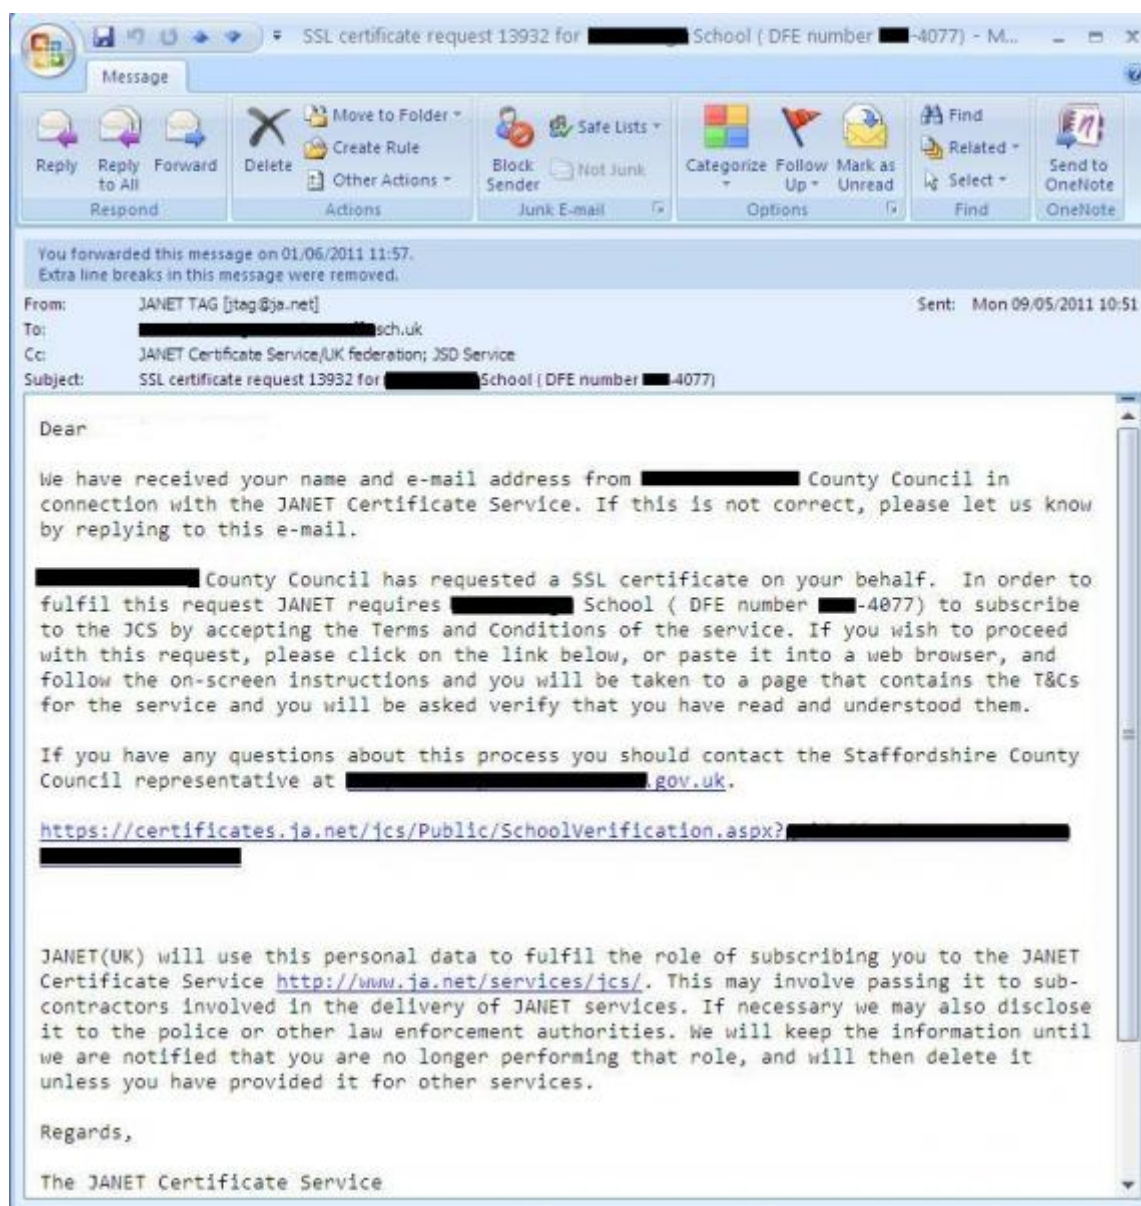 SSL certificate request 13932 for School ( DFE number -4077) - M...
Message
Reply
Reply to All
Forward
Respond
Delete
Move to Folder
Create Rule
Other Actions
Actions
Block Sender
Safe Lists
Not Junk
Junk E-mail
Categorize
Follow Up
Mark as Unread
Options
Find
Related
Select
Find
Send to OneNote
OneNote
You forwarded this message on 01/06/2011 11:57.
Extra line breaks in this message were removed.
From: JANET TAG [jtag@ja.net] Sent: Mon 09/05/2011 10:51
To: sch.uk
Cc: JANET Certificate Service/UK federation; JSD Service
Subject: SSL certificate request 13932 for School ( DFE number -4077)
Dear
We have received your name and e-mail address from County Council in
connection with the JANET Certificate Service. If this is not correct, please let us know
by replying to this e-mail.
County Council has requested a SSL certificate on your behalf. In order to
fulfil this request JANET requires School ( DFE number -4077) to subscribe
to the JCS by accepting the Terms and Conditions of the service. If you wish to proceed
with this request, please click on the link below, or paste it into a web browser, and
follow the on-screen instructions and you will be taken to a page that contains the T&Cs
for the service and you will be asked verify that you have read and understood them.
If you have any questions about this process you should contact the Staffordshire County
Council representative at .gov.uk.
https://certificates.ja.net/jcs/Public/SchoolVerification.aspx?
JANET(UK) will use this personal data to fulfil the role of subscribing you to the JANET
Certificate Service http://www.ja.net/services/jcs/. This may involve passing it to sub-
contractors involved in the delivery of JANET services. If necessary we may also disclose
it to the police or other law enforcement authorities. We will keep the information until
we are notified that you are no longer performing that role, and will then delete it
unless you have provided it for other services.
Regards,
The JANET Certificate Service